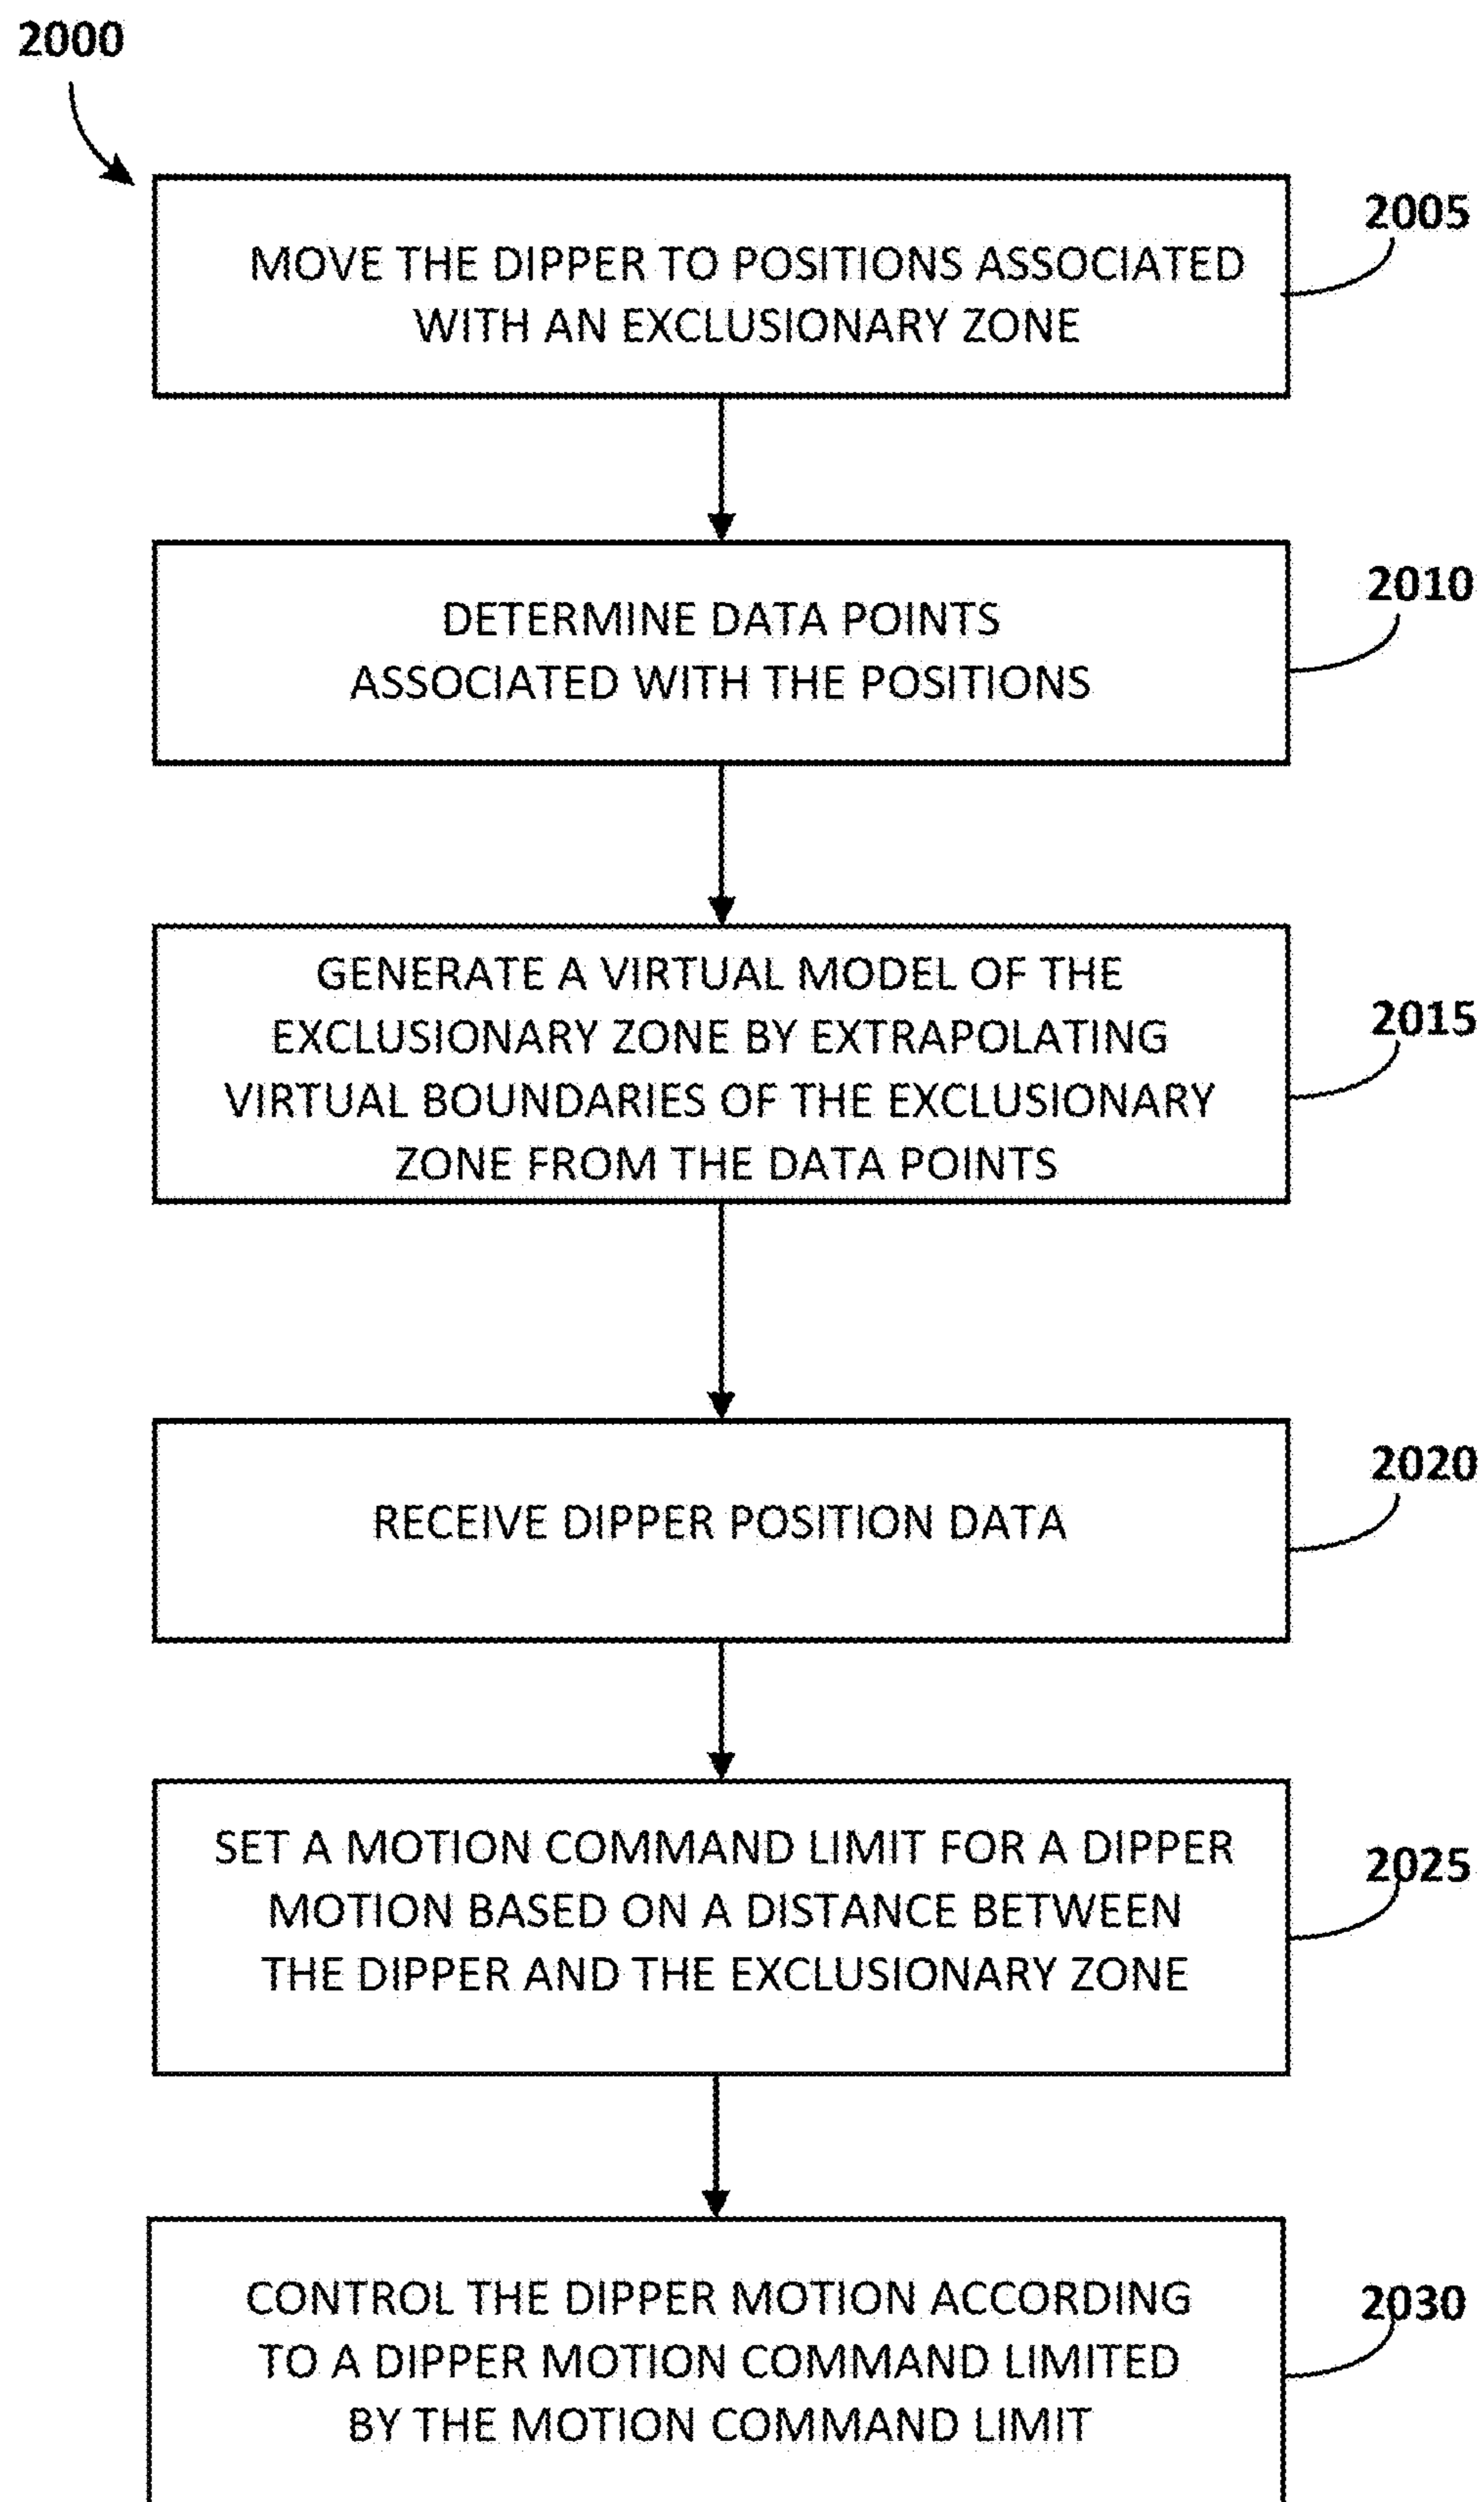 2000
2005
MOVE THE DIPPER TO POSITIONS ASSOCIATED
WITH AN EXCLUSIONARY ZONE
2010
DETERMINE DATA POINTS
ASSOCIATED WITH THE POSITIONS
GENERATE A VIRTUAL MODEL OF THE
2015
EXCLUSIONARY ZONE BY EXTRAPOLATING
VIRTUAL BOUNDARIES OF THE EXCLUSIONARY
ZONE FROM THE DATA POINTS
2020
RECEIVE DIPPER POSITION DATA
SET A MOTION COMMAND LIMIT FOR A DIPPER
2025
MOTION BASED ON A DISTANCE BETWEEN
THE DIPPER AND THE EXCLUSIONARY ZONE
CONTROL THE DIPPER MOTION ACCORDING
2030
TO A DIPPER MOTION COMMAND LIMITED
BY THE MOTION COMMAND LIMIT